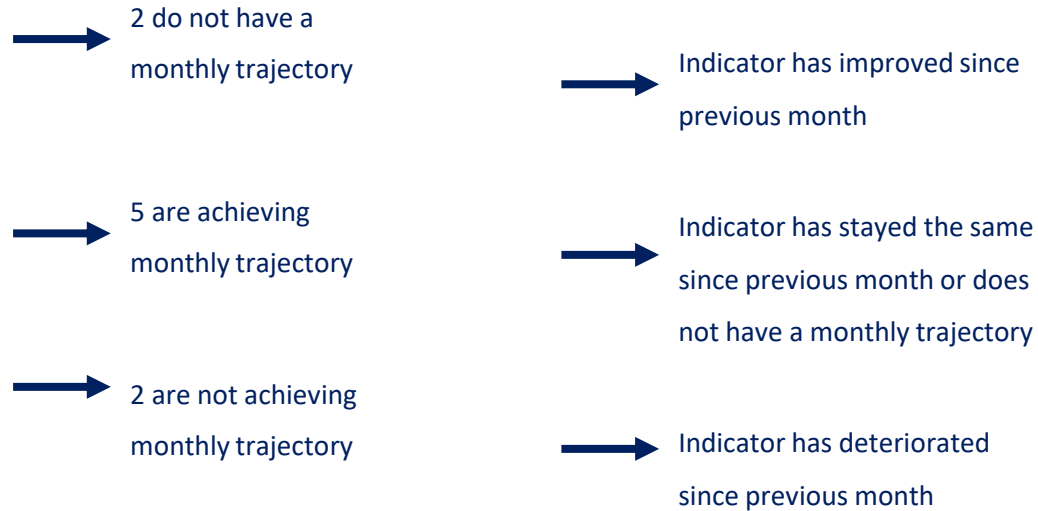 2 do not have a
monthly trajectory
5 are achieving
monthly trajectory
2 are not achieving
monthly trajectory
Indicator has improved since
previous month
Indicator has stayed the same
since previous month or does
not have a monthly trajectory
Indicator has deteriorated
since previous month